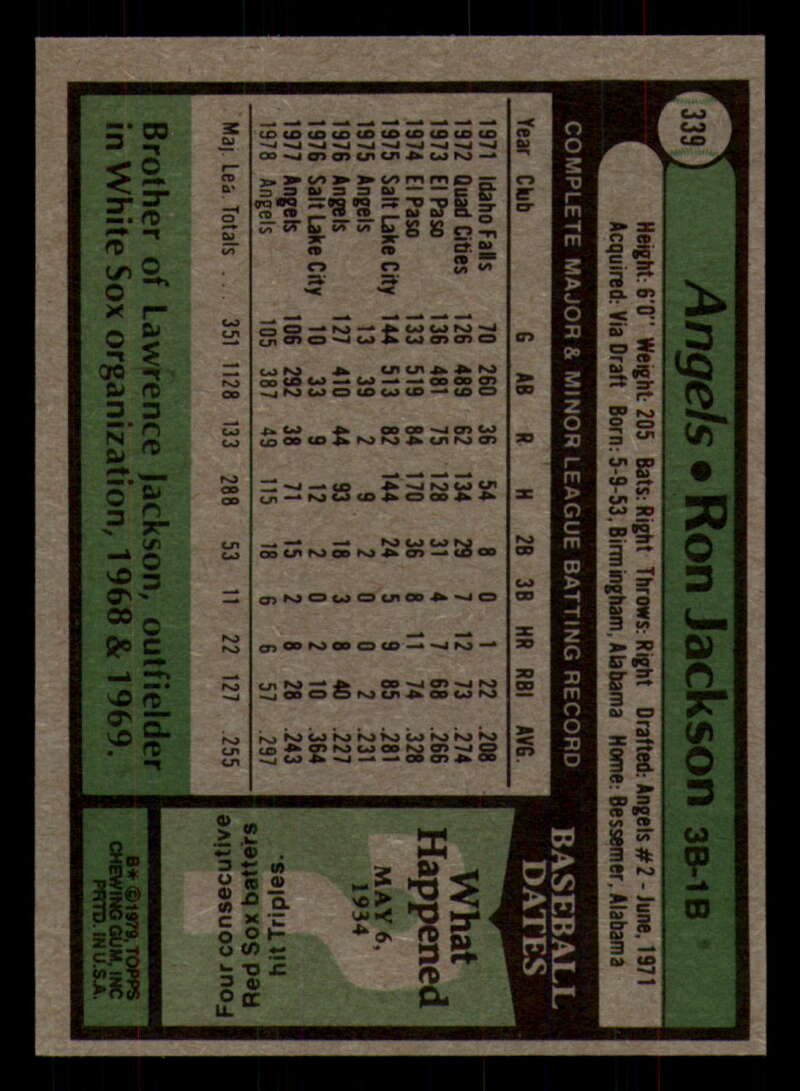 339
Angels • Ron Jackson 3B-1B
Height: 6'0" Weight: 205 Bats: Right Throws: Right Drafted: Angels #2 - June, 1971
Acquired: Via Draft Born: 5-9-53, Birmingham, Alabama Home: Bessemer, Alabama
COMPLETE MAJOR & MINOR LEAGUE BATTING RECORD
Year Club G AB R H 2B 3B HR RBI AVG.
1971 Idaho Falls 70 260 36 54 8 0 1 22 .208
1972 Quad Cities 126 489 62 134 29 7 12 73 .274
1973 El Paso 136 481 75 128 31 4 7 68 .266
1974 El Paso 133 519 84 170 36 8 11 74 .328
1975 Salt Lake City 144 513 82 144 24 5 9 85 .281
1975 Angels 13 39 2 9 2 0 0 2 .231
1976 Angels 127 410 44 93 18 3 8 40 .227
1976 Salt Lake City 10 33 9 12 2 0 2 10 .364
1977 Angels 106 292 38 71 15 2 8 28 .243
1978 Angels 105 387 49 115 18 6 6 57 .297
Maj. Lea. Totals . . . 351 1128 133 288 53 11 22 127 .255
Brother of Lawrence Jackson, outfielder
in White Sox organization, 1968 & 1969.
BASEBALL
DATES
What
Happened
MAY 6,
1934
?
Four consecutive
Red Sox batters
hit Triples.
B* ©1979 TOPPS
CHEWING GUM, INC
PRTD. IN U.S.A.